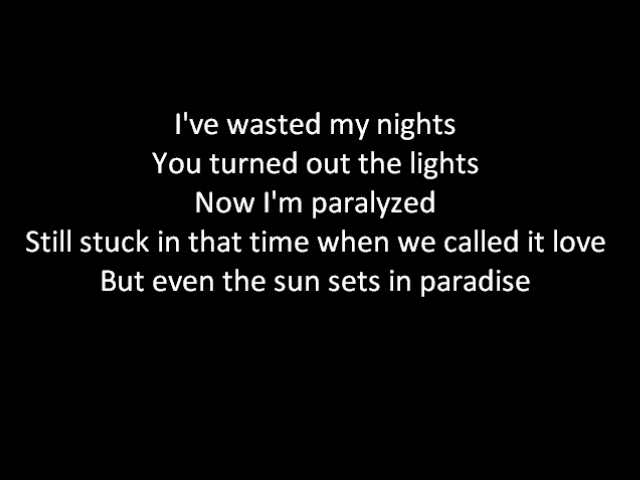 I've wasted my nights
You turned out the lights
Now I'm paralyzed
Still stuck in that time when we called it love
But even the sun sets in paradise